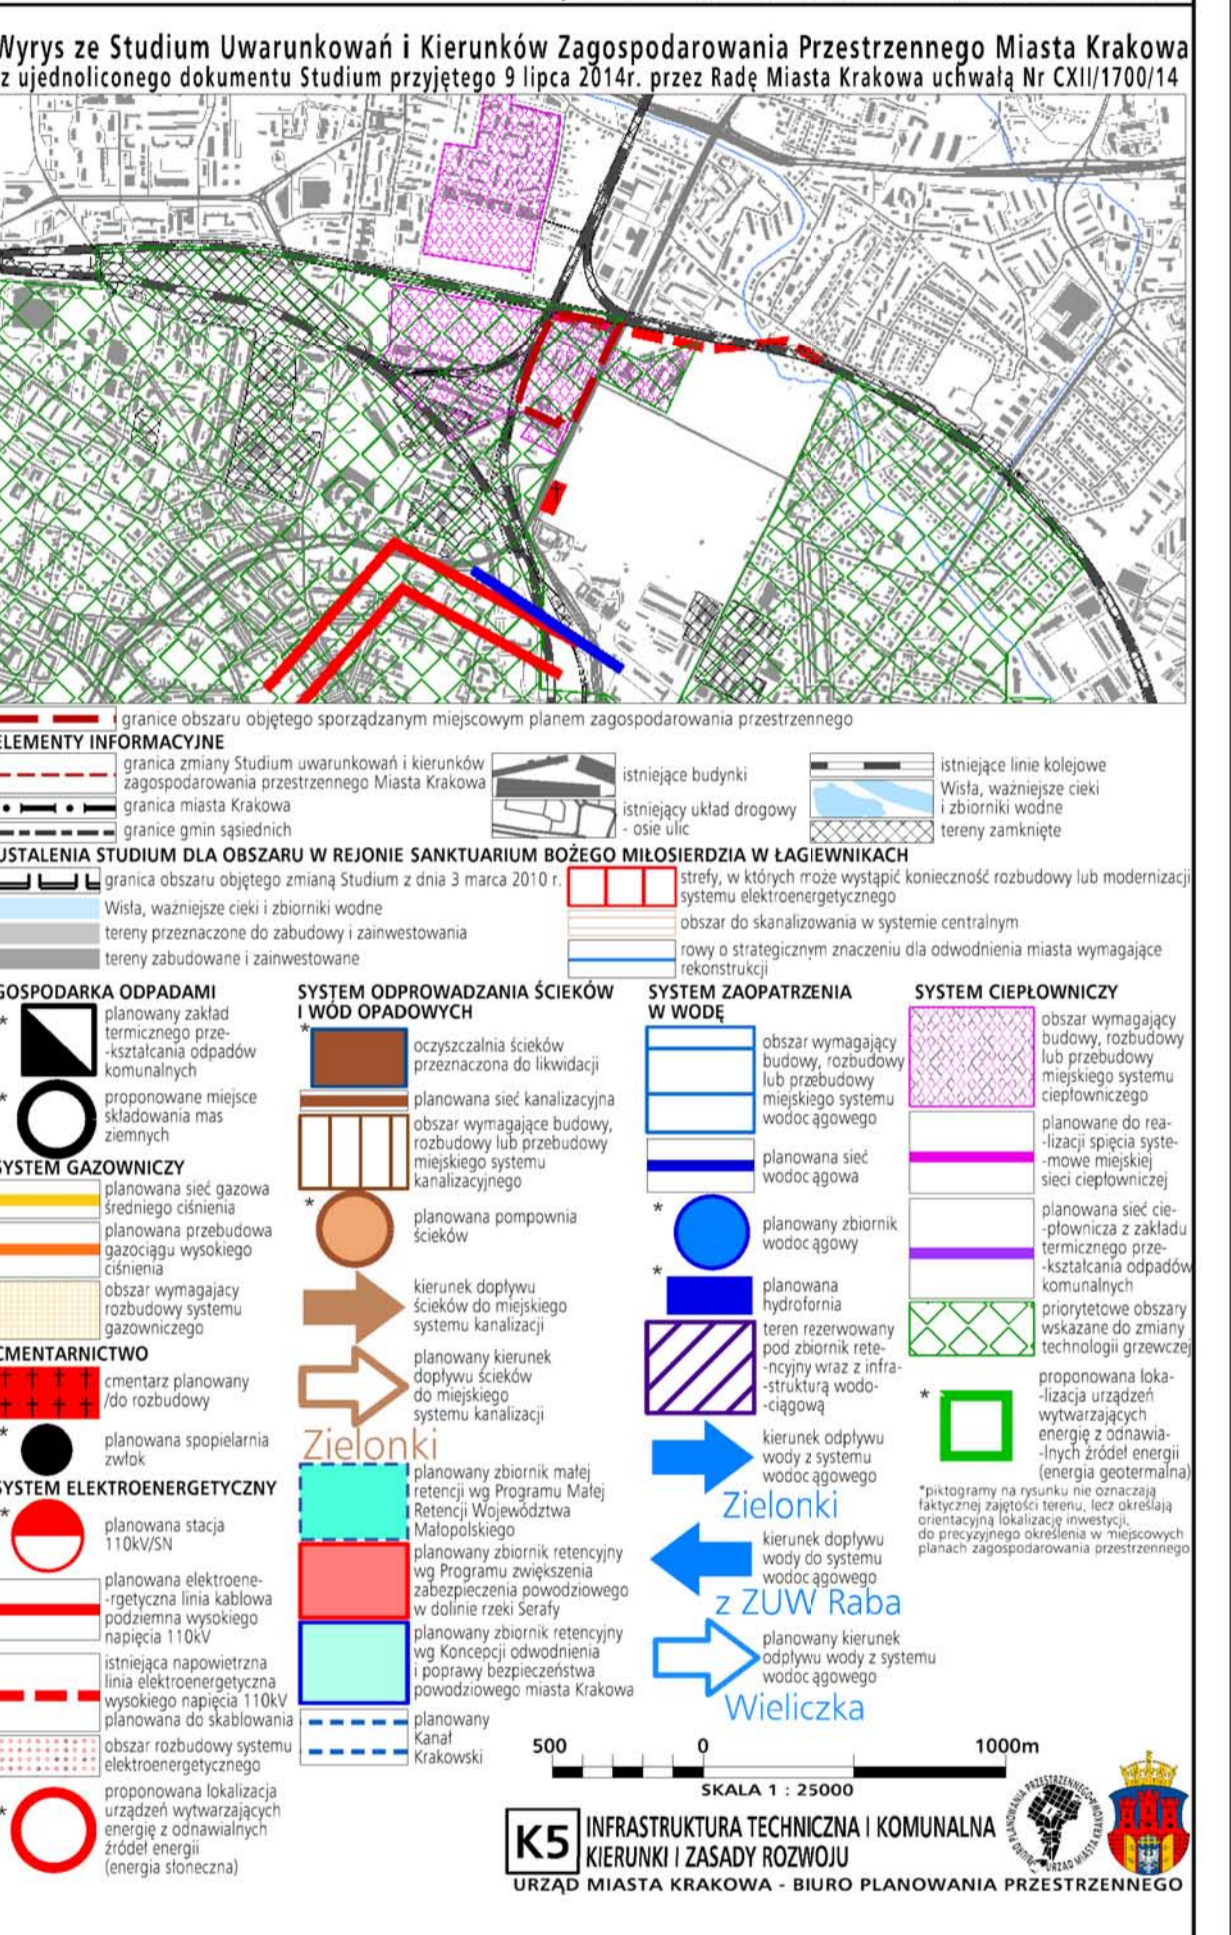 Wyrys ze Studium Uwarunkowań i Kierunków Zagospodarowania Przestrzennego Miasta Krakowa
z ujednoliconego dokumentu Studium przyjętego 9 lipca 2014r. przez Radę Miasta Krakowa uchwałą Nr CXII/1700/14
granice obszaru objętego sporządzanym miejscowym planem zagospodarowania przestrzennego
ELEMENTY INFORMACYJNE
granica zmiany Studium uwarunkowań i kierunków
zagospodarowania przestrzennego Miasta Krakowa
granica miasta Krakowa
granice gmin sąsiednich
istniejące budynki
istniejący układ drogowy
- osie ulic
istniejące linie kolejowe
Wisła, ważniejsze cieki
i zbiorniki wodne
tereny zamknięte
USTALENIA STUDIUM DLA OBSZARU W REJONIE SANKTUARIUM BOŻEGO MIŁOSIERDZIA W ŁAGIEWNIKACH
granica obszaru objętego zmianą Studium z dnia 3 marca 2010 r.
Wisła, ważniejsze cieki i zbiorniki wodne
tereny przeznaczone do zabudowy i zainwestowania
tereny zabudowane i zainwestowane
strefy, w których może wystąpić konieczność rozbudowy lub modernizacji
systemu elektroenergetycznego
obszar do skanalizowania w systemie centralnym
rowy o strategicznym znaczeniu dla odwodnienia miasta wymagające
rekonstrukcji
GOSPODARKA ODPADAMI
*
planowany zakład
termicznego prze-
-kształcania odpadów
komunalnych
*
proponowane miejsce
składowania mas
ziemnych
SYSTEM GAZOWNICZY
planowana sieć gazowa
średniego ciśnienia
planowana przebudowa
gazociągu wysokiego
ciśnienia
obszar wymagajacy
rozbudowy systemu
gazowniczego
CMENTARNICTWO
cmentarz planowany
/do rozbudowy
*
planowana spopielarnia
zwłok
SYSTEM ELEKTROENERGETYCZNY
*
planowana stacja
110kV/SN
planowana elektroene-
-rgetyczna linia kablowa
podziemna wysokiego
napięcia 110kV
istniejąca napowietrzna
linia elektroenergetyczna
wysokiego napięcia 110kV
planowana do skablowania
obszar rozbudowy systemu
elektroenergetycznego
*
proponowana lokalizacja
urządzeń wytwarzających
energię z odnawialnych
źródeł energii
(energia słoneczna)
SYSTEM ODPROWADZANIA ŚCIEKÓW
I WÓD OPADOWYCH
*
oczyszczalnia ścieków
przeznaczona do likwidacji
planowana sieć kanalizacyjna
obszar wymagające budowy,
rozbudowy lub przebudowy
miejskiego systemu
kanalizacyjnego
*
planowana pompownia
ścieków
kierunek dopływu
ścieków do miejskiego
systemu kanalizacji
planowany kierunek
dopływu ścieków
do miejskiego
systemu kanalizacji
Zielonki
planowany zbiornik małej
retencji wg Programu Małej
Retencji Województwa
Małopolskiego
planowany zbiornik retencyjny
wg Programu zwiększenia
zabezpieczenia powodziowego
w dolinie rzeki Serafy
planowany zbiornik retencyjny
wg Koncepcji odwodnienia
i poprawy bezpieczeństwa
powodziowego miasta Krakowa
planowany
Kanał
Krakowski
SYSTEM ZAOPATRZENIA
W WODĘ
obszar wymagający
budowy, rozbudowy
lub przebudowy
miejskiego systemu
wodoc ągowego
planowana sieć
wodoc ągowa
*
planowany zbiornik
wodoc ągowy
*
planowana
hydrofornia
teren rezerwowany
pod zbiornik rete-
-ncyjny wraz z infra-
-strukturą wodo-
-ciągową
kierunek odpływu
wody z systemu
wodoc ągowego
Zielonki
kierunek dopływu
wody do systemu
wodoc ągowego
z ZUW Raba
planowany kierunek
odpływu wody z systemu
wodoc ągowego
Wieliczka
SYSTEM CIEPŁOWNICZY
obszar wymagający
budowy, rozbudowy
lub przebudowy
miejskiego systemu
ciepłowniczego
planowane do rea-
-lizacji spięcia syste-
-mowe miejskiej
sieci ciepłowniczej
planowana sieć cie-
-płownicza z zakładu
termicznego prze-
-kształcania odpadów
komunalnych
priorytetowe obszary
wskazane do zmiany
technologii grzewczej
*
proponowana loka-
-lizacja urządzeń
wytwarzających
energię z odnawia-
-lnych źródeł energii
(energia geotermalna)
*piktogramy na rysunku nie oznaczają
faktycznej zajętości terenu, lecz określają
orientacyjną lokalizację inwestycji,
do precyzyjnego określenia w miejscowych
planach zagospodarowania przestrzennego
500 0 1000m
SKALA 1 : 25000
K5
INFRASTRUKTURA TECHNICZNA I KOMUNALNA
KIERUNKI I ZASADY ROZWOJU
URZĄD MIASTA KRAKOWA - BIURO PLANOWANIA PRZESTRZENNEGO